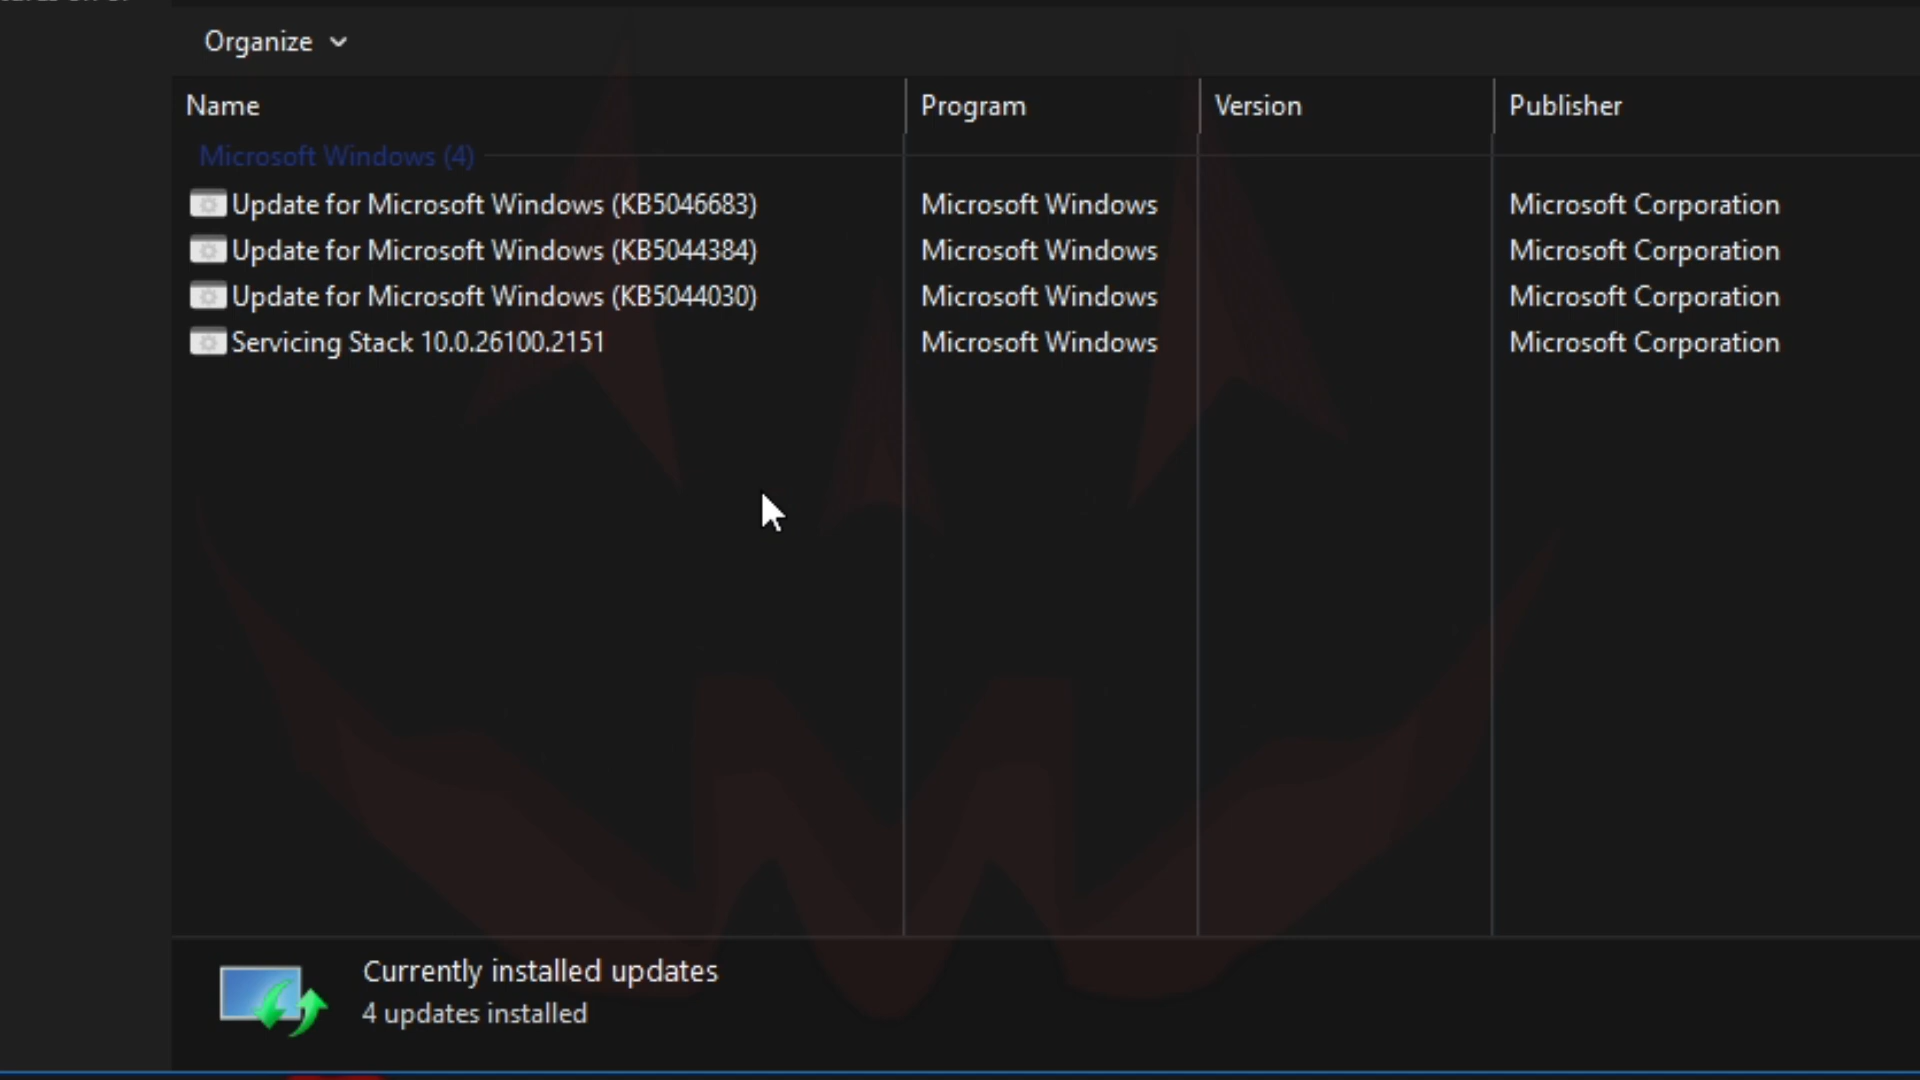 Organize
Name Program Version Publisher
Microsoft Windows (4)
Update for Microsoft Windows (KB5046683) Microsoft Windows Microsoft Corporation
Update for Microsoft Windows (KB5044384) Microsoft Windows Microsoft Corporation
Update for Microsoft Windows (KB5044030) Microsoft Windows Microsoft Corporation
Servicing Stack 10.0.26100.2151 Microsoft Windows Microsoft Corporation
Currently installed updates
4 updates installed